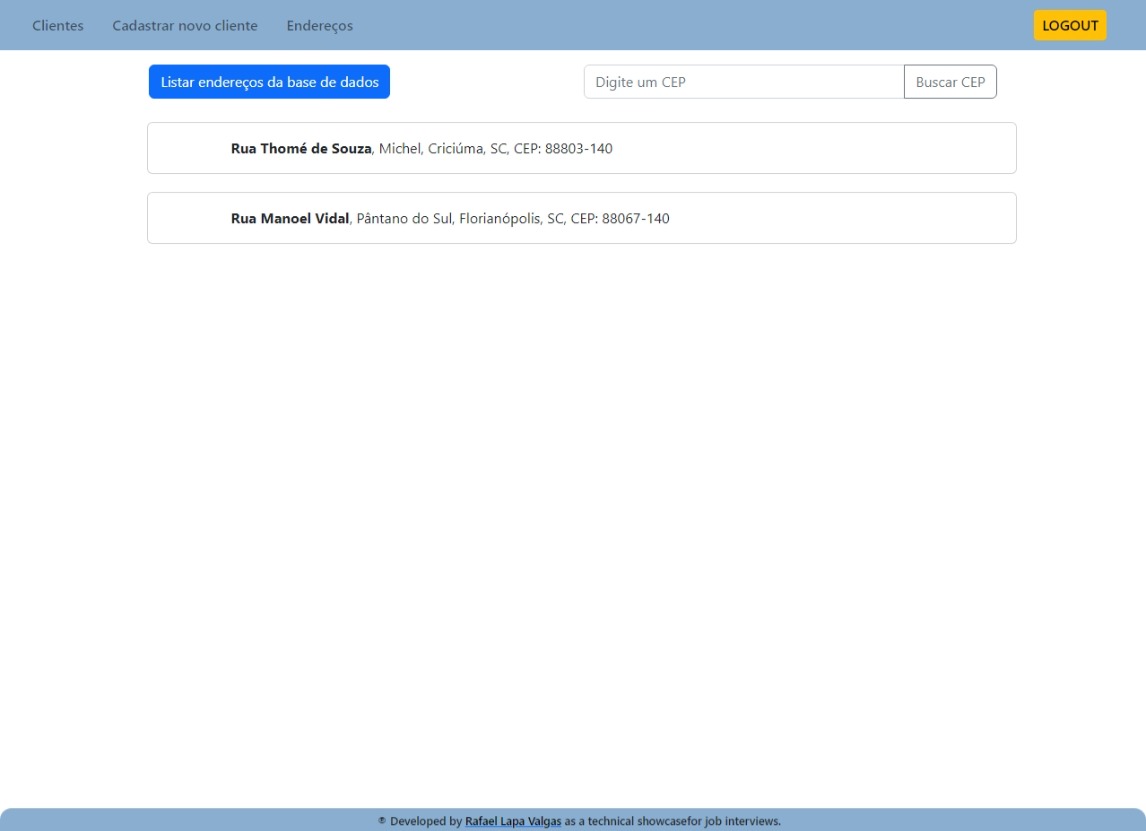 Clientes Cadastrar novo cliente Endereços LOGOUT
Listar endereços da base de dados Digite um CEP Buscar CEP
Rua Thomé de Souza, Michel, Criciúma, SC, CEP: 88803-140
Rua Manoel Vidal, Pântano do Sul, Florianópolis, SC, CEP: 88067-140
® Developed by Rafael Lapa Valgas as a technical showcasefor job interviews.